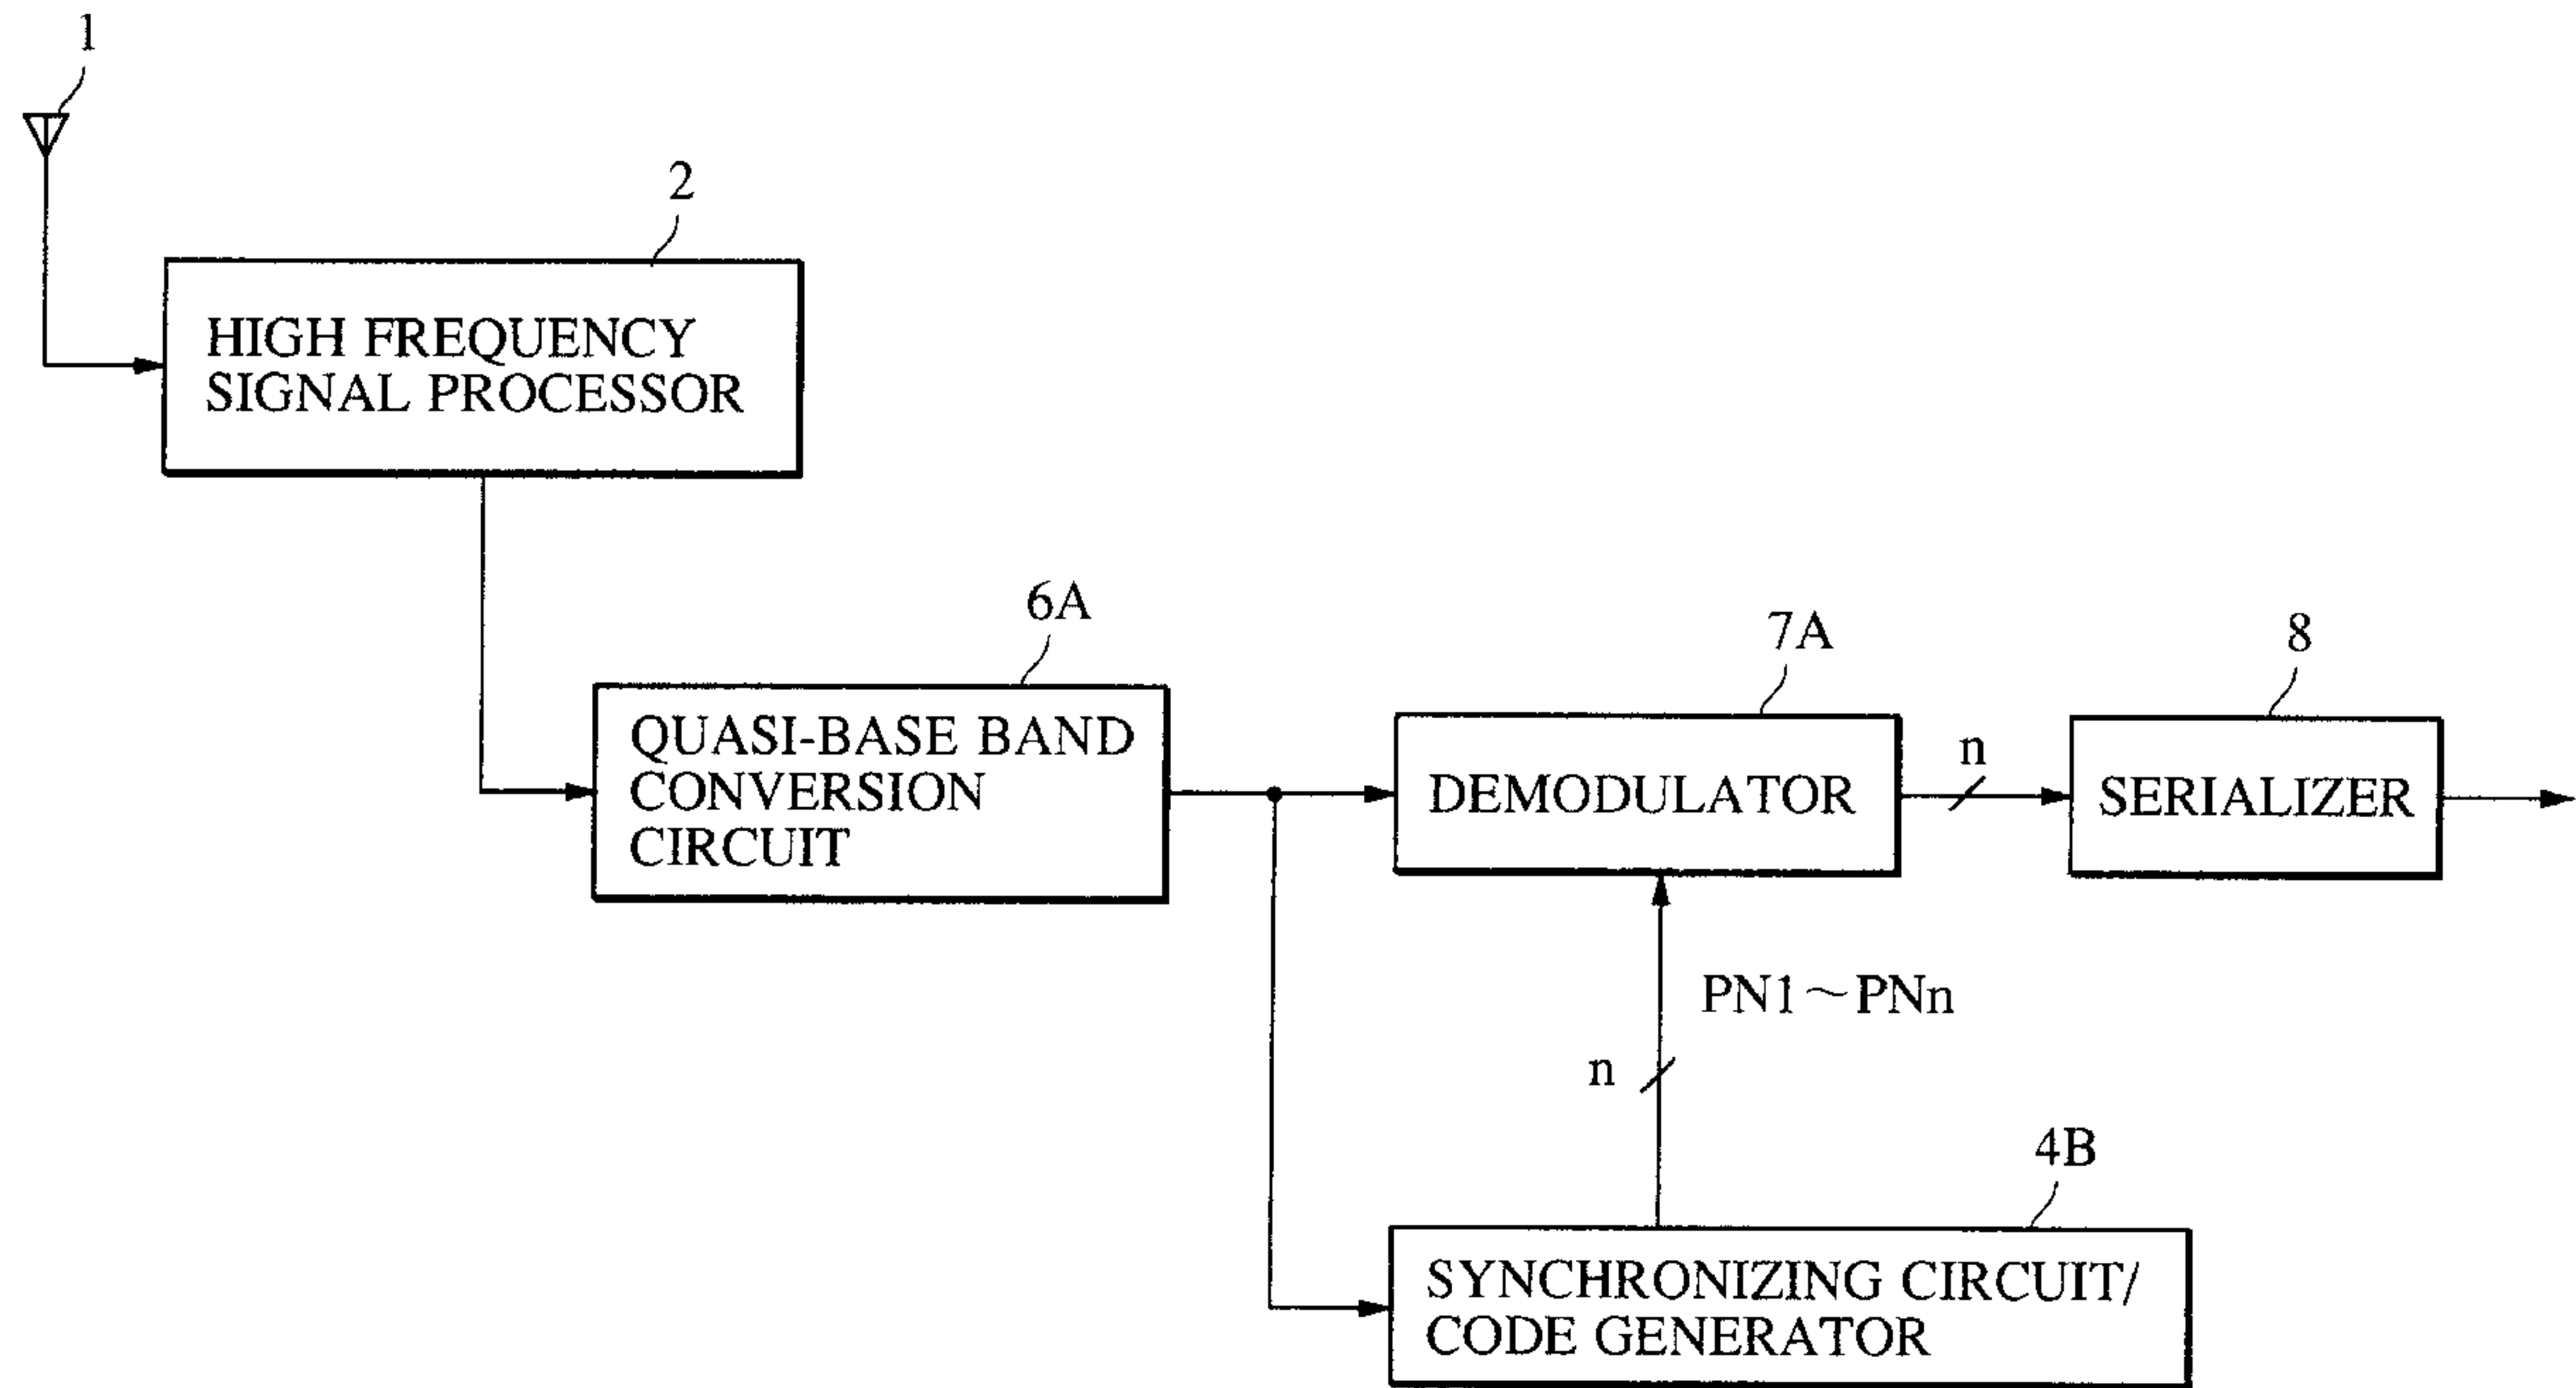 1
2
HIGH FREQUENCY
SIGNAL PROCESSOR
6A
QUASI-BASE BAND
CONVERSION
CIRCUIT
7A
DEMODULATOR
n
8
SERIALIZER
PN1～PNn
n
4B
SYNCHRONIZING CIRCUIT/
CODE GENERATOR